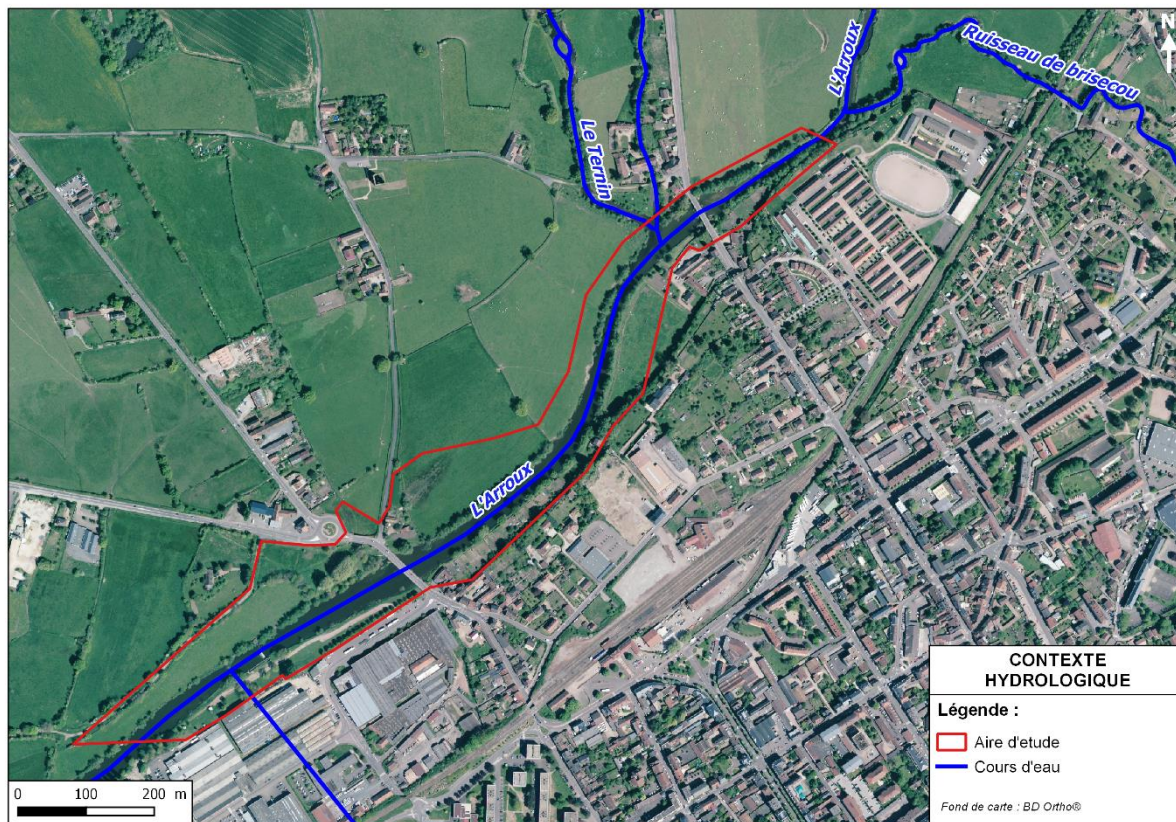 N
L'Arroux
Ruisseau de brisecou
Le Ternin
L'Arroux
CONTEXTE
HYDROLOGIQUE
Légende :
Aire d'etude
Cours d'eau
Fond de carte : BD Ortho®
0 100 200 m